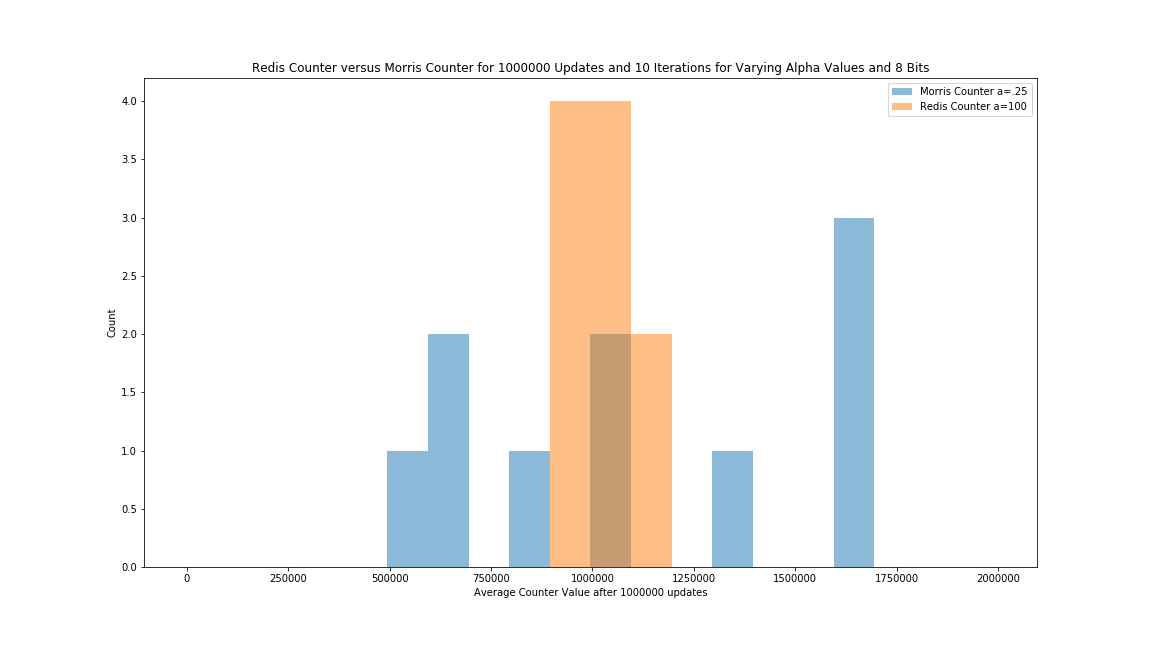 Redis Counter versus Morris Counter for 1000000 Updates and 10 Iterations for Varying Alpha Values and 8 Bits
Morris Counter a=.25
Redis Counter a=100
4.0
3.5
3.0
2.5
2.0
1.5
1.0
0.5
0.0
Count
0 250000 500000 750000 1000000 1250000 1500000 1750000 2000000
Average Counter Value after 1000000 updates